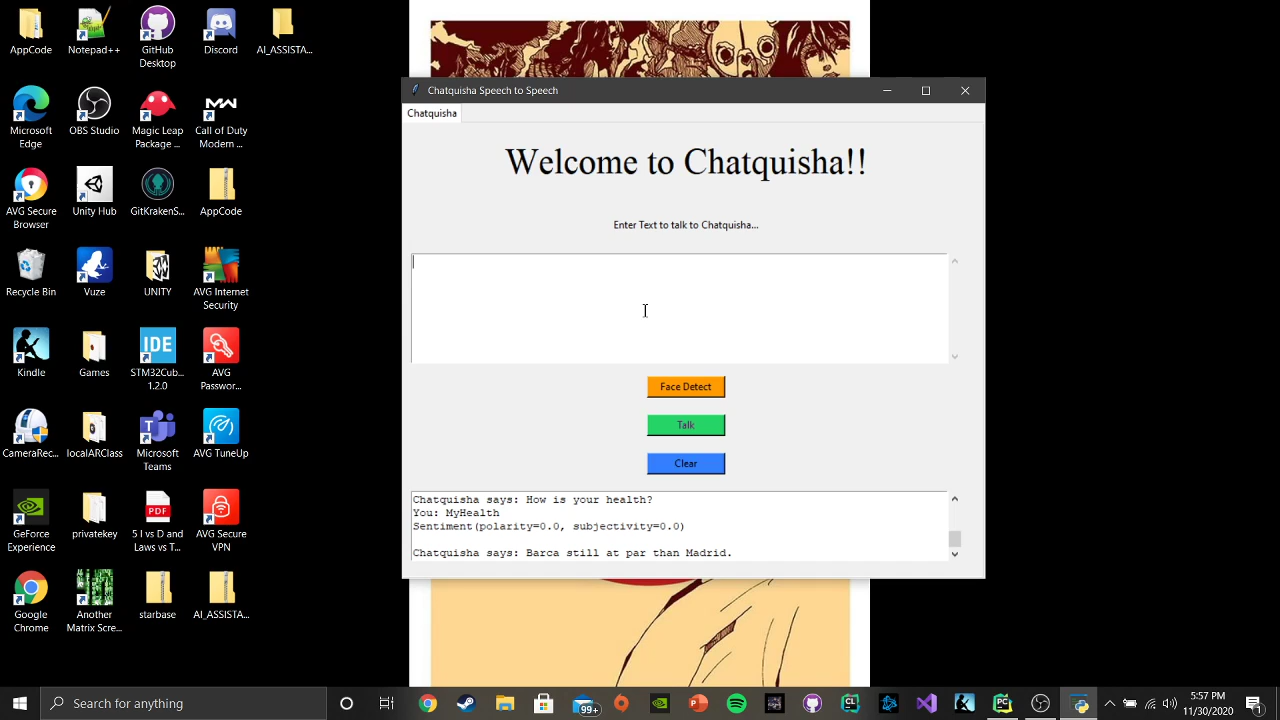 AppCode
Notepad++
GitHub
Desktop
Discord
AI_ASSISTA...
Microsoft
Edge
OBS Studio
Magic Leap
Package ...
Call of Duty
Modern ...
AVG Secure
Browser
Unity Hub
GitKrakenS...
AppCode
Recycle Bin
Vuze
UNITY
AVG Internet
Security
Kindle
Games
IDE
STM32Cub...
1.2.0
AVG
Passwor...
CameraRec...
localARClass
Microsoft
Teams
AVG TuneUp
GeForce
Experience
privatekey
PDF
5 I vs D and
Laws vs T...
AVG Secure
VPN
Google
Chrome
Another
Matrix Scre...
starbase
AI_ASSISTA...
Chatquisha Speech to Speech
Chatquisha
Welcome to Chatquisha!!
Enter Text to talk to Chatquisha...
Face Detect
Talk
Clear
Chatquisha says: How is your health?
You: MyHealth
Sentiment(polarity=0.0, subjectivity=0.0)
Chatquisha says: Barca still at par than Madrid.
Search for anything
99+
5:57 PM
11/30/2020
1